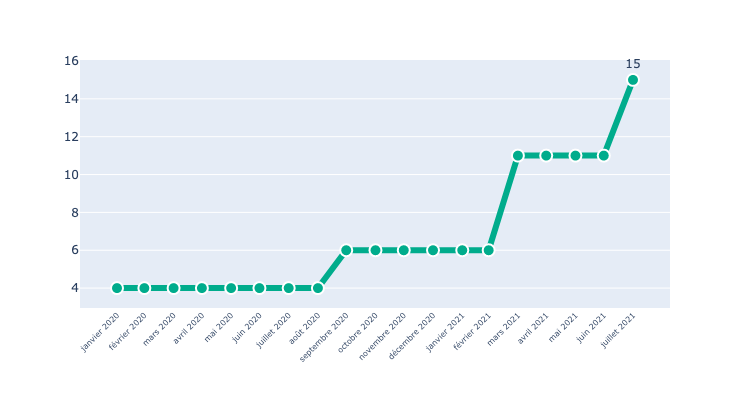 15
16
14
12
10
8
6
4
janvier 2020
février 2020
mars 2020
avril 2020
mai 2020
juin 2020
juillet 2020
août 2020
septembre 2020
octobre 2020
novembre 2020
décembre 2020
janvier 2021
février 2021
mars 2021
avril 2021
mai 2021
juin 2021
juillet 2021